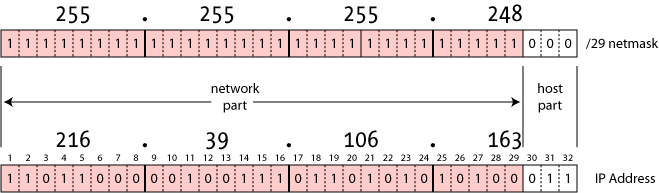 255 . 255 . 255 . 248
1 1 1 1 1 1 1 1 1 1 1 1 1 1 1 1 1 1 1 1 1 1 1 1 1 1 1 1 1 0 0 0 /29 netmask
network part
host part
216 . 39 . 106 . 163
1 2 3 4 5 6 7 8 9 10 11 12 13 14 15 16 17 18 19 20 21 22 23 24 25 26 27 28 29 30 31 32
1 1 0 1 1 0 0 0 0 0 1 0 0 1 1 1 0 1 1 0 1 0 1 0 1 0 1 0 0 0 1 1 IP Address